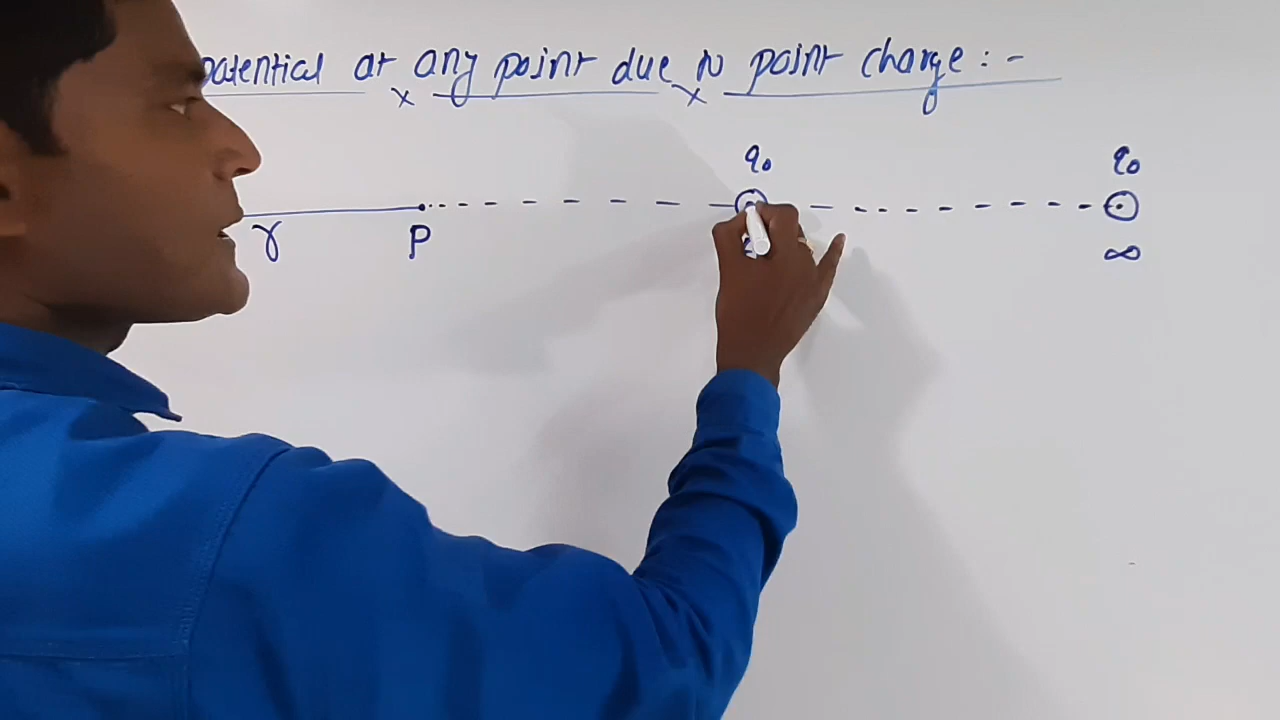 potential at any point due to point charge : -
q₀ q₀
r P ∞